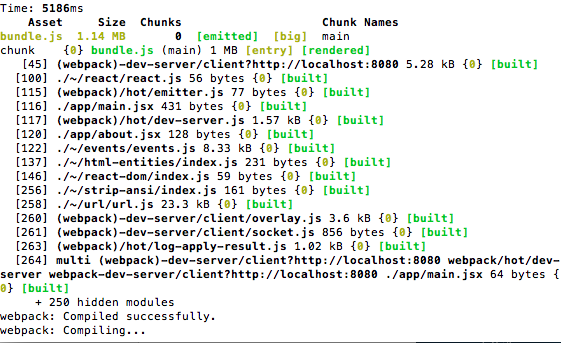 Time: 5186ms
Asset Size Chunks Chunk Names
bundle.js 1.14 MB 0 [emitted] [big] main
chunk {0} bundle.js (main) 1 MB [entry] [rendered]
[45] (webpack)-dev-server/client?http://localhost:8080 5.28 kB {0} [built]
[100] ./~/react/react.js 56 bytes {0} [built]
[115] (webpack)/hot/emitter.js 77 bytes {0} [built]
[116] ./app/main.jsx 431 bytes {0} [built]
[117] (webpack)/hot/dev-server.js 1.57 kB {0} [built]
[120] ./app/about.jsx 128 bytes {0} [built]
[122] ./~/events/events.js 8.33 kB {0} [built]
[137] ./~/html-entities/index.js 231 bytes {0} [built]
[146] ./~/react-dom/index.js 59 bytes {0} [built]
[256] ./~/strip-ansi/index.js 161 bytes {0} [built]
[258] ./~/url/url.js 23.3 kB {0} [built]
[260] (webpack)-dev-server/client/overlay.js 3.6 kB {0} [built]
[261] (webpack)-dev-server/client/socket.js 856 bytes {0} [built]
[263] (webpack)/hot/log-apply-result.js 1.02 kB {0} [built]
[264] multi (webpack)-dev-server/client?http://localhost:8080 webpack/hot/dev-
server webpack-dev-server/client?http://localhost:8080 ./app/main.jsx 64 bytes {
0} [built]
+ 250 hidden modules
webpack: Compiled successfully.
webpack: Compiling...